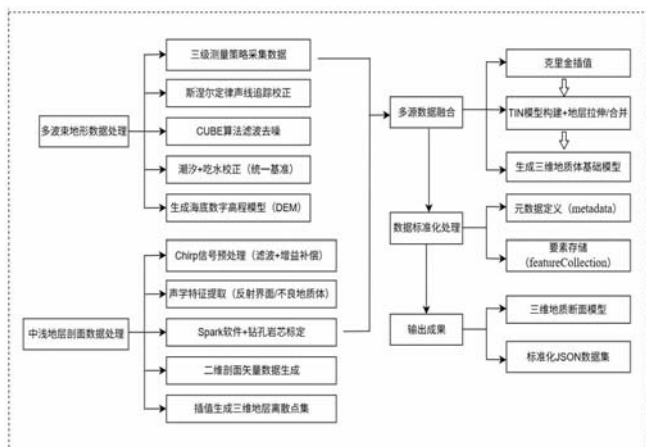 多波束地形数据处理
三级测量策略采集数据
斯涅尔定律声线追踪校正
CUBE算法滤波去噪
潮汐+吃水校正（统一基准）
生成海底数字高程模型（DEM）
中浅地层剖面数据处理
Chirp信号预处理（滤波+增益补偿）
声学特征提取（反射界面/不良地质体）
Spark软件+钻孔岩芯标定
二维剖面矢量数据生成
插值生成三维地层离散点集
多源数据融合
克里金插值
TIN模型构建+地层拉伸/合并
生成三维地质体基础模型
数据标准化处理
元数据定义（metadata）
要素存储
（featureCollection）
输出成果
三维地质断面模型
标准化JSON数据集